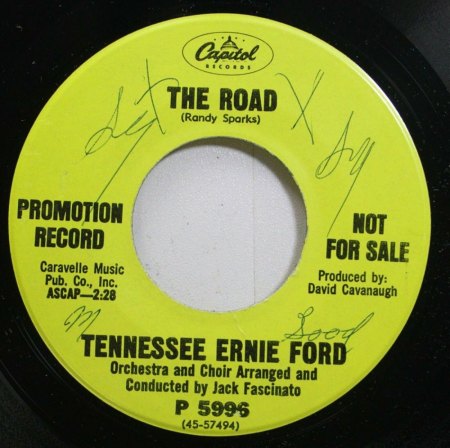 Capitol
RECORDS
THE ROAD
(Randy Sparks)
X
PROMOTION
RECORD
NOT
FOR SALE
Caravelle Music
Pub. Co., Inc.
ASCAP—2:28
Produced by:
David Cavanaugh
M
Good
TENNESSEE ERNIE FORD
Orchestra and Choir Arranged and
Conducted by Jack Fascinato
P 5996
(45-57494)